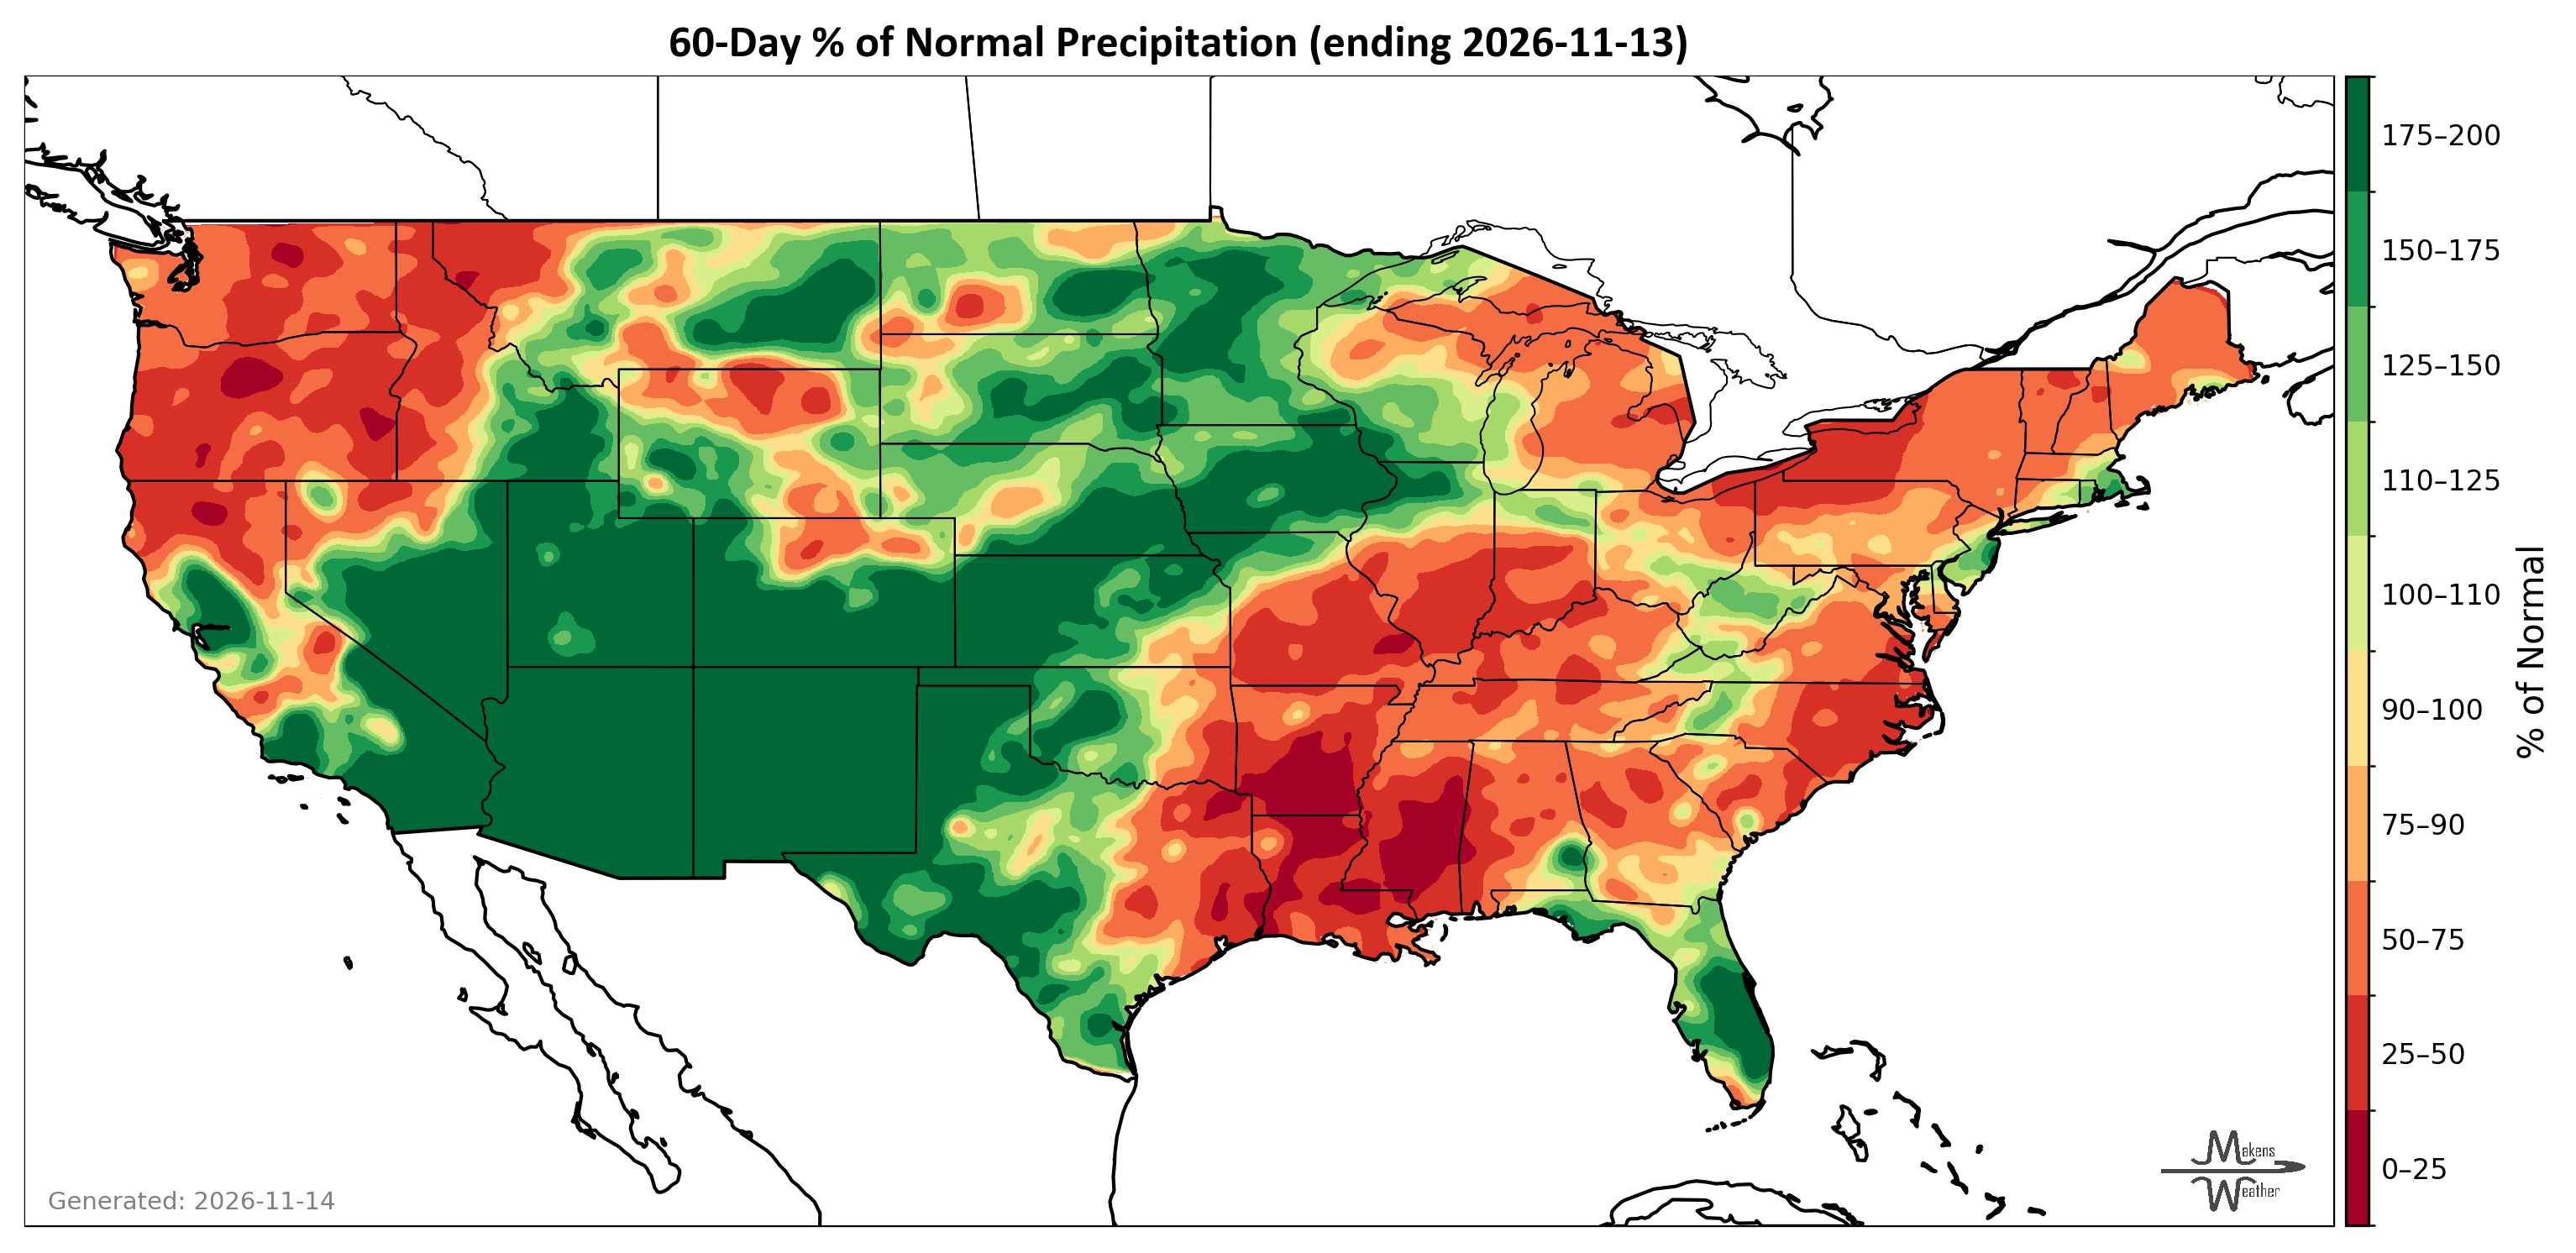 60-Day % of Normal Precipitation (ending 2026-11-13)
175–200
150–175
125–150
110–125
100–110
90–100
75–90
50–75
25–50
0–25
% of Normal
Generated: 2026-11-14
Makens
Weather